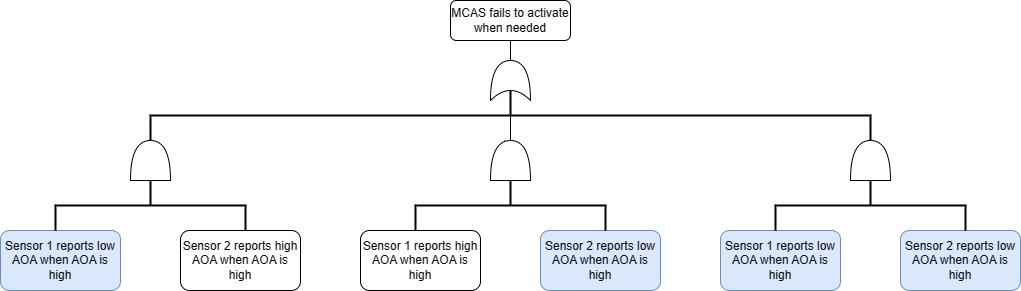 MCAS fails to activate
when needed
Sensor 1 reports low
AOA when AOA is
high
Sensor 2 reports high
AOA when AOA is
high
Sensor 1 reports high
AOA when AOA is
high
Sensor 2 reports low
AOA when AOA is
high
Sensor 1 reports low
AOA when AOA is
high
Sensor 2 reports low
AOA when AOA is
high